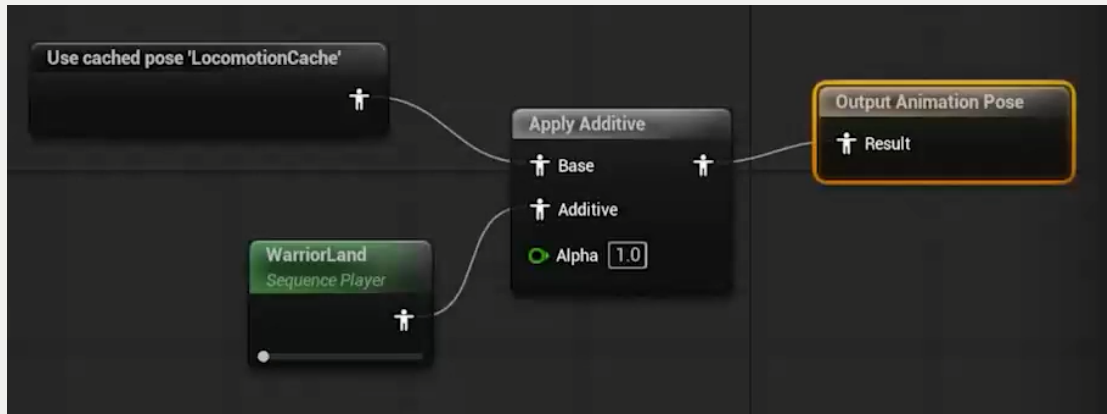 Use cached pose 'LocomotionCache'
Apply Additive
Base
Additive
Alpha 1.0
WarriorLand
Sequence Player
Output Animation Pose
Result